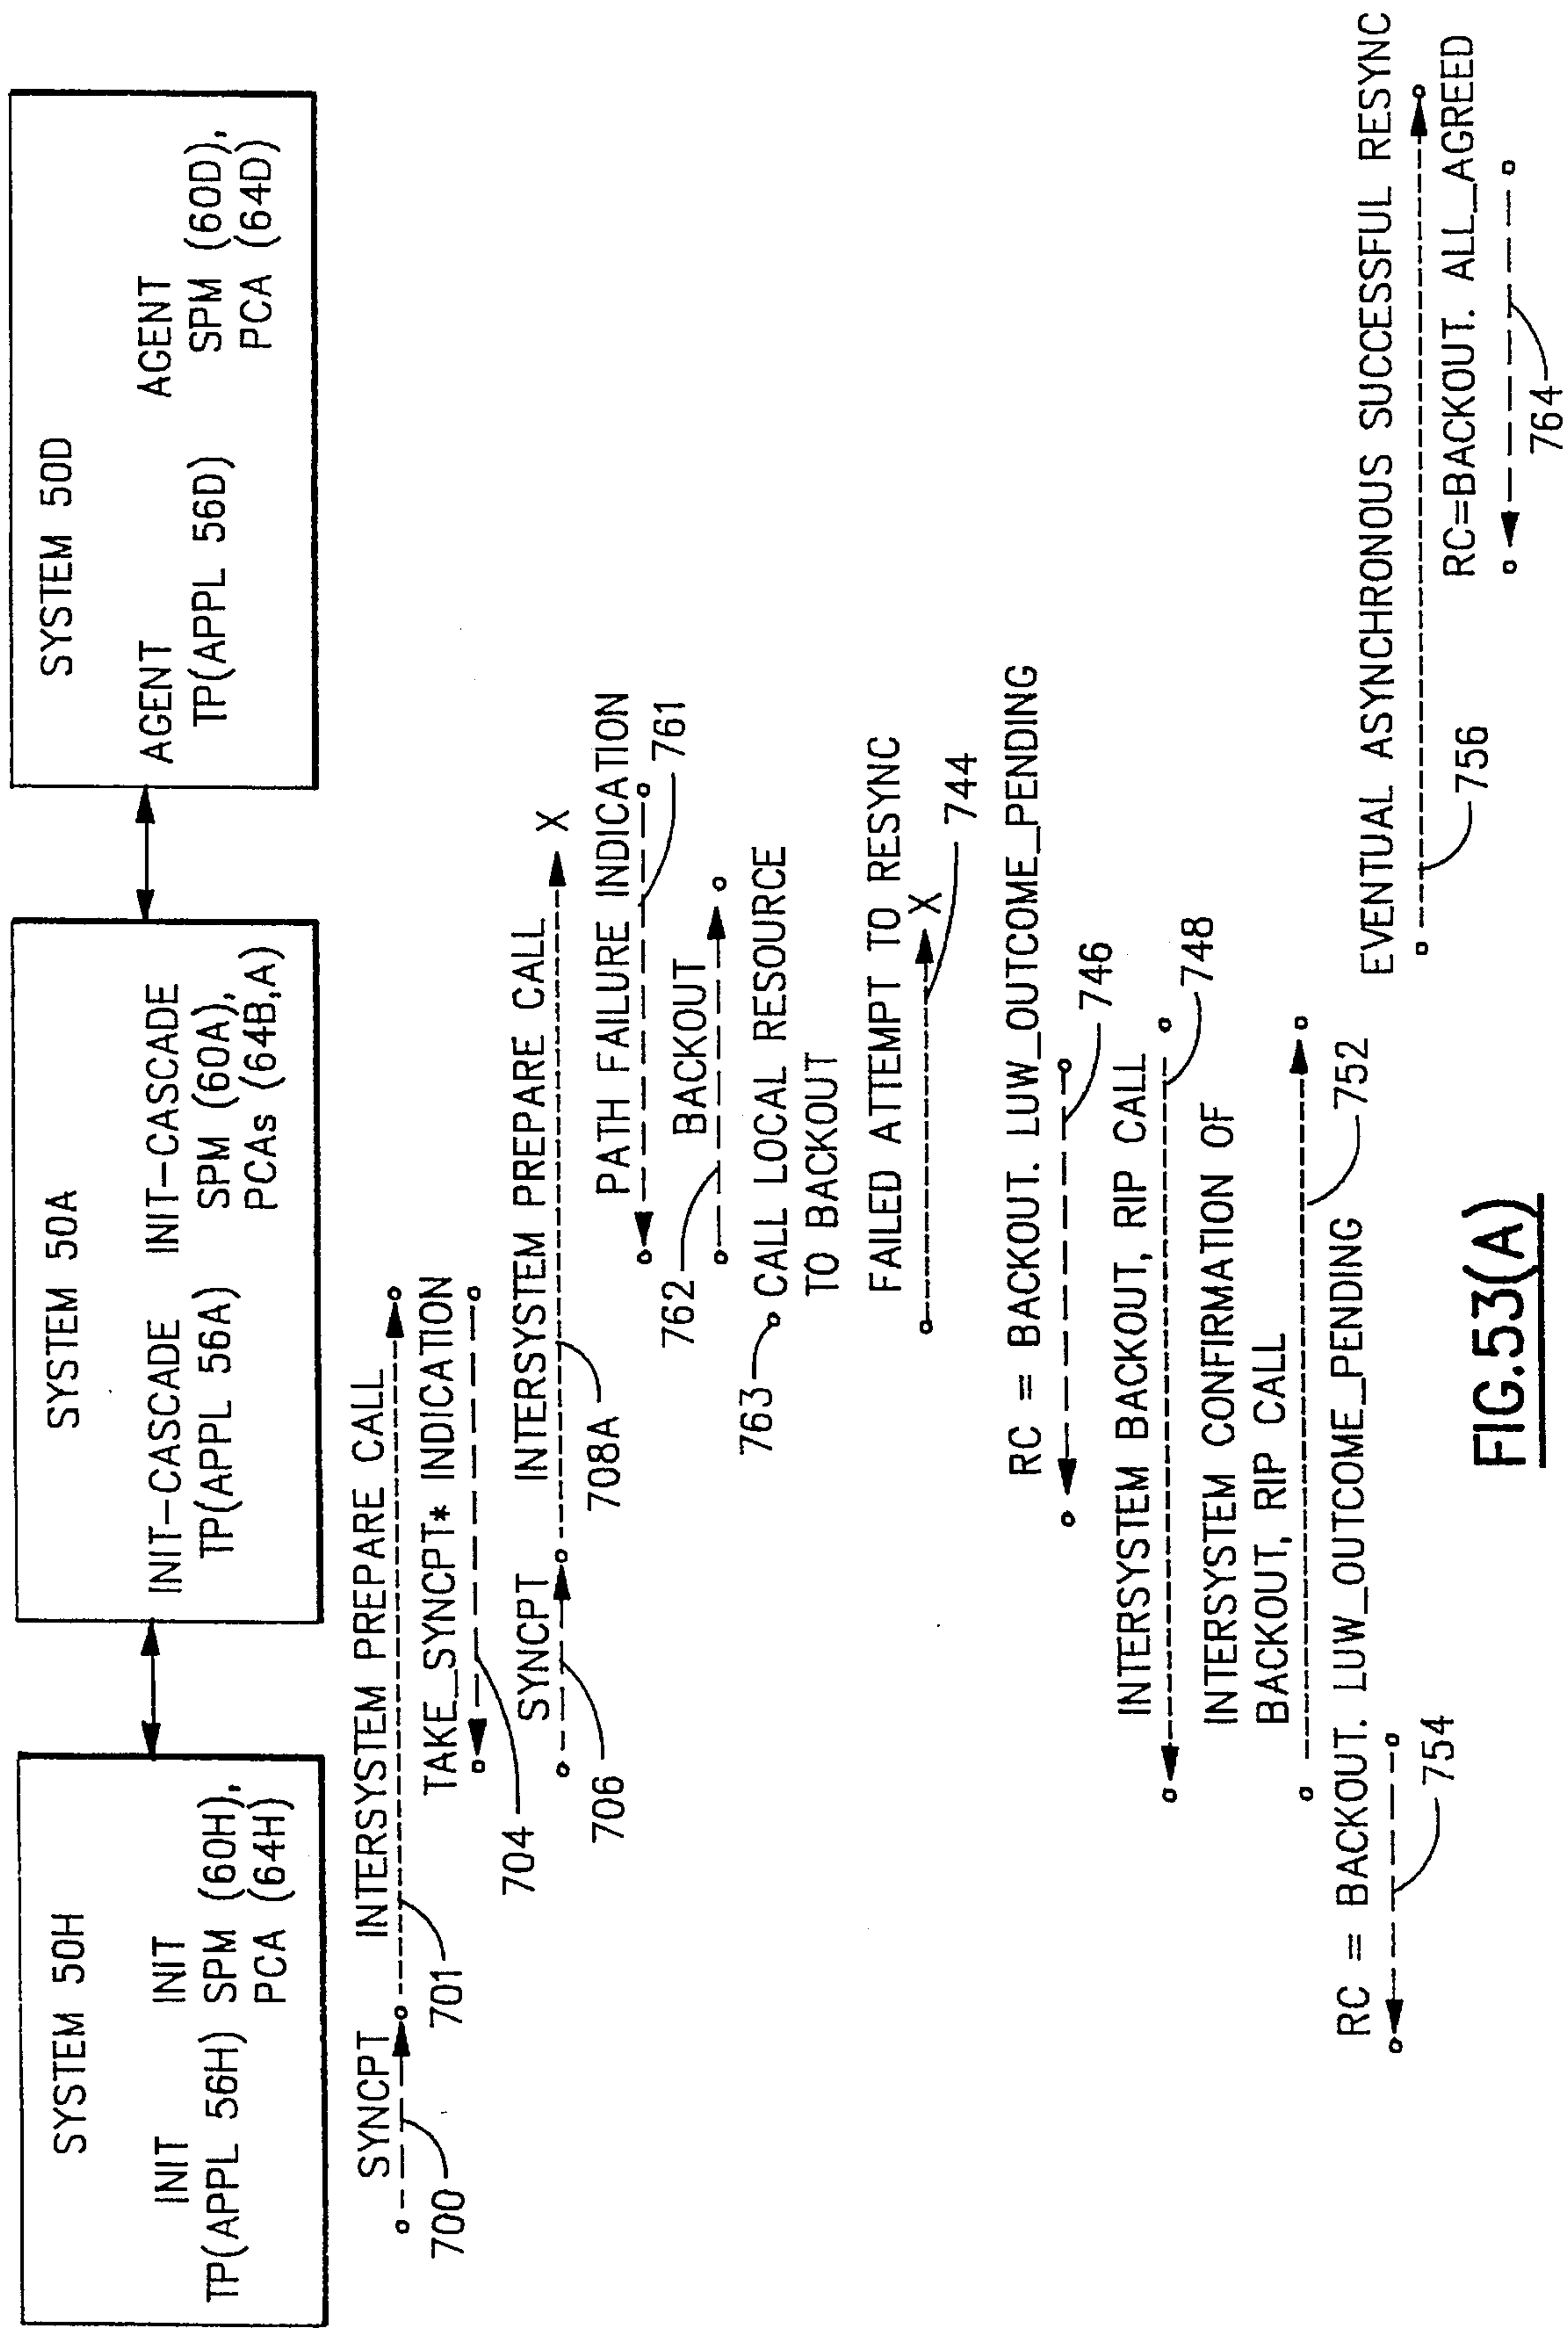 SYSTEM 50H
INIT INIT
TP(APPL 56H) SPM (60H),
PCA (64H)
SYSTEM 50A
INIT-CASCADE INIT-CASCADE
TP(APPL 56A) SPM (60A),
PCAs (64B,A)
SYSTEM 50D
AGENT AGENT
TP(APPL 56D) SPM (60D),
PCA (64D)
SYNCPT INTERSYSTEM PREPARE CALL
700 701
TAKE_SYNCPT* INDICATION
704
SYNCPT INTERSYSTEM PREPARE CALL
X
706 708A
PATH FAILURE INDICATION
761
BACKOUT
762
763 CALL LOCAL RESOURCE
TO BACKOUT
FAILED ATTEMPT TO RESYNC
X
744
RC = BACKOUT. LUW_OUTCOME_PENDING
746
INTERSYSTEM BACKOUT, RIP CALL
748
INTERSYSTEM CONFIRMATION OF
BACKOUT, RIP CALL
752
RC = BACKOUT. LUW_OUTCOME_PENDING
754
EVENTUAL ASYNCHRONOUS SUCCESSFUL RESYNC
756
RC=BACKOUT. ALL_AGREED
764
FIG.53(A)